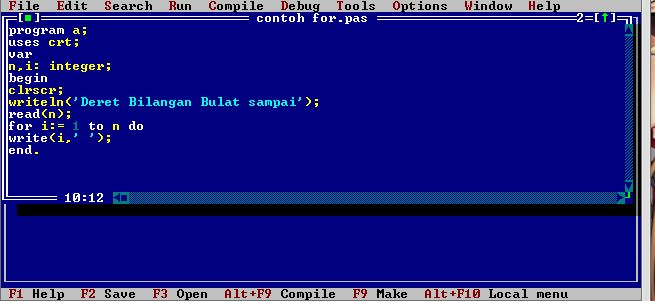 File Edit Search Run Compile Debug Tools Options Window Help
[■] contoh for.pas 2=[↑]
program a;
uses crt;
var
n,i: integer;
begin
clrscr;
writeln('Deret Bilangan Bulat sampai');
read(n);
for i:= 1 to n do
write(i,' ');
end.
10:12
F1 Help F2 Save F3 Open Alt+F9 Compile F9 Make Alt+F10 Local menu